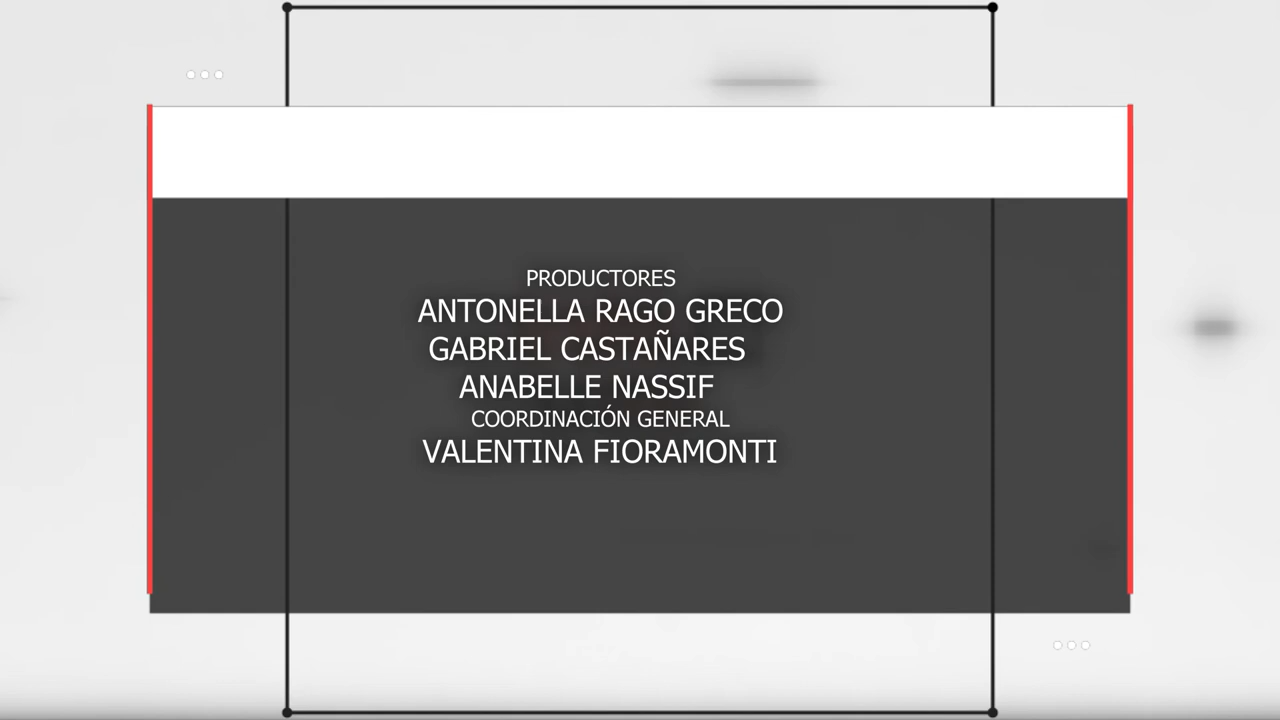 PRODUCTORES
ANTONELLA RAGO GRECO
GABRIEL CASTAÑARES
ANABELLE NASSIF
COORDINACIÓN GENERAL
VALENTINA FIORAMONTI